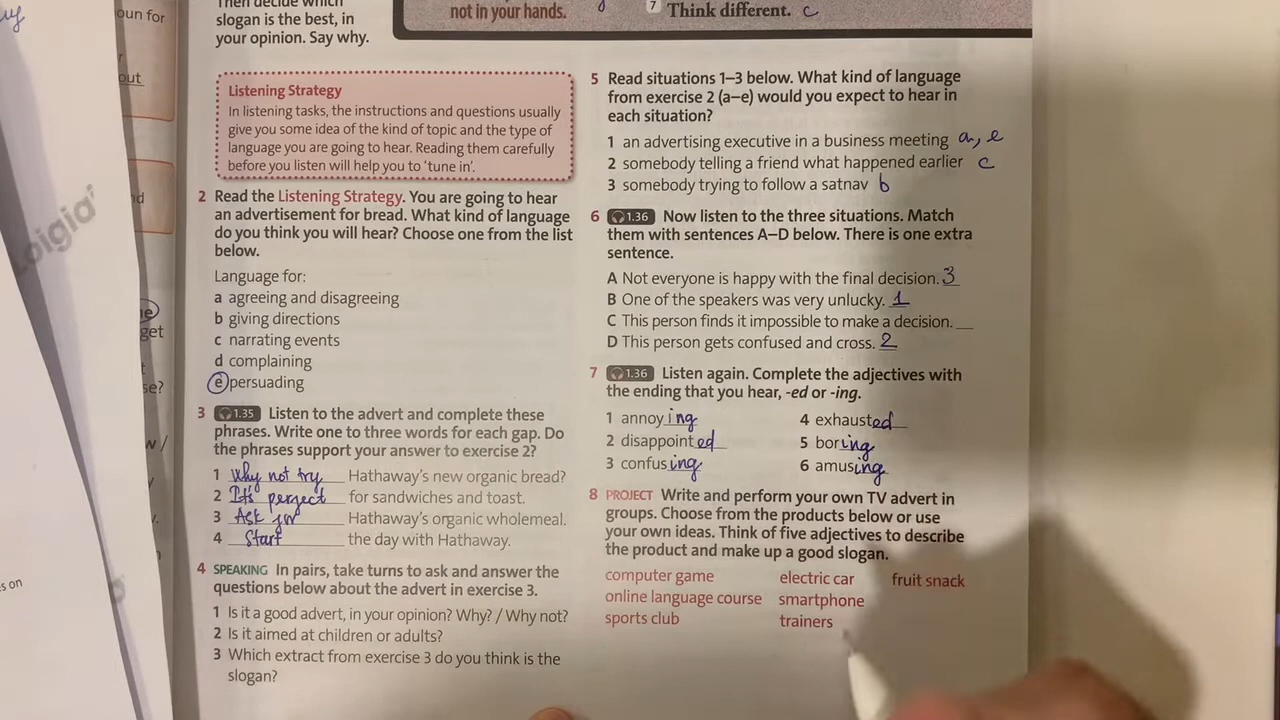 oun for
out
nd
get
se?
w /
s on
Loigiai
Then decide which
slogan is the best, in
your opinion. Say why.
not in your hands.
7 Think different. c
Listening Strategy
In listening tasks, the instructions and questions usually
give you some idea of the kind of topic and the type of
language you are going to hear. Reading them carefully
before you listen will help you to 'tune in'.
2 Read the Listening Strategy. You are going to hear
an advertisement for bread. What kind of language
do you think you will hear? Choose one from the list
below.
Language for:
a agreeing and disagreeing
b giving directions
c narrating events
d complaining
e persuading
3 1.35 Listen to the advert and complete these
phrases. Write one to three words for each gap. Do
the phrases support your answer to exercise 2?
1 Why not try Hathaway's new organic bread?
2 It's perfect for sandwiches and toast.
3 Ask for Hathaway's organic wholemeal.
4 Start the day with Hathaway.
4 SPEAKING In pairs, take turns to ask and answer the
questions below about the advert in exercise 3.
1 Is it a good advert, in your opinion? Why? / Why not?
2 Is it aimed at children or adults?
3 Which extract from exercise 3 do you think is the
slogan?
5 Read situations 1–3 below. What kind of language
from exercise 2 (a–e) would you expect to hear in
each situation?
1 an advertising executive in a business meeting a, e
2 somebody telling a friend what happened earlier c
3 somebody trying to follow a satnav b
6 1.36 Now listen to the three situations. Match
them with sentences A–D below. There is one extra
sentence.
A Not everyone is happy with the final decision. 3
B One of the speakers was very unlucky. 1
C This person finds it impossible to make a decision. __
D This person gets confused and cross. 2
7 1.36 Listen again. Complete the adjectives with
the ending that you hear, -ed or -ing.
1 annoying 4 exhausted
2 disappointed 5 boring
3 confusing 6 amusing
8 PROJECT Write and perform your own TV advert in
groups. Choose from the products below or use
your own ideas. Think of five adjectives to describe
the product and make up a good slogan.
computer game electric car fruit snack
online language course smartphone
sports club trainers